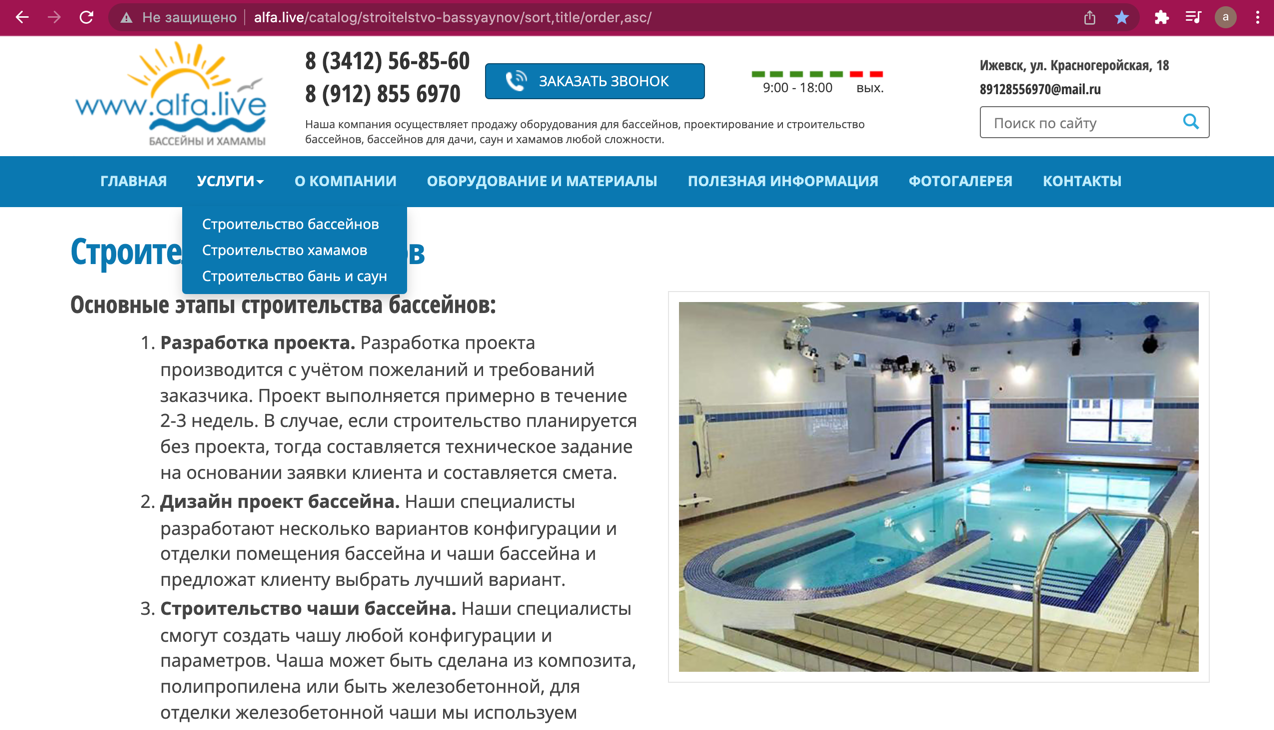 Не защищено alfa.live/catalog/stroitelstvo-bassyaynov/sort,title/order,asc/
a
www.alfa.live
БАССЕЙНЫ И ХАМАМЫ
8 (3412) 56-85-60
8 (912) 855 6970
ЗАКАЗАТЬ ЗВОНОК
9:00 - 18:00 вых.
Наша компания осуществляет продажу оборудования для бассейнов, проектирование и строительство
бассейнов, бассейнов для дачи, саун и хамамов любой сложности.
Ижевск, ул. Красногеройская, 18
89128556970@mail.ru
Поиск по сайту
ГЛАВНАЯ УСЛУГИ О КОМПАНИИ ОБОРУДОВАНИЕ И МАТЕРИАЛЫ ПОЛЕЗНАЯ ИНФОРМАЦИЯ ФОТОГАЛЕРЕЯ КОНТАКТЫ
Строительство бассейнов
Строительство хамамов
Строительство бань и саун
Основные этапы строительства бассейнов:
1. Разработка проекта. Разработка проекта
производится с учётом пожеланий и требований
заказчика. Проект выполняется примерно в течение
2-3 недель. В случае, если строительство планируется
без проекта, тогда составляется техническое задание
на основании заявки клиента и составляется смета.
2. Дизайн проект бассейна. Наши специалисты
разработают несколько вариантов конфигурации и
отделки помещения бассейна и чаши бассейна и
предложат клиенту выбрать лучший вариант.
3. Строительство чаши бассейна. Наши специалисты
смогут создать чашу любой конфигурации и
параметров. Чаша может быть сделана из композита,
полипропилена или быть железобетонной, для
отделки железобетонной чаши мы используем